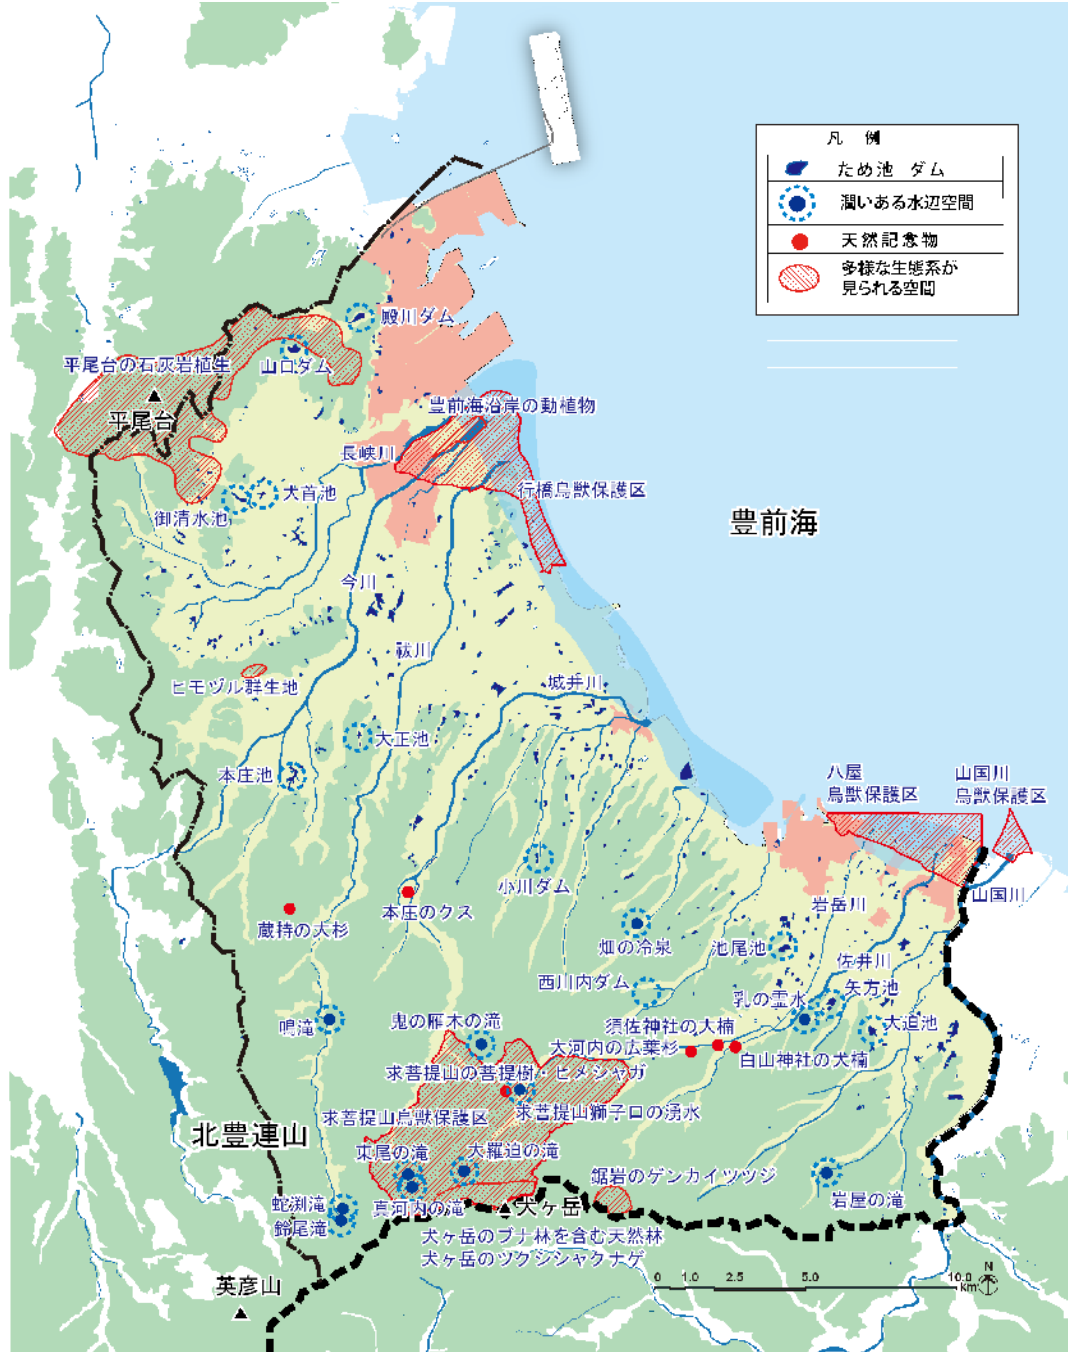 凡 例
ため池 ダム
潤いある水辺空間
天然記念物
多様な生態系が
見られる空間
殿川ダム
平尾台の石灰岩植生
山口ダム
平尾台
豊前海沿岸の動植物
長峡川
行橋鳥獣保護区
犬首池
御清水池
豊前海
今川
祓川
ヒモヅル群生地
城井川
大正池
本庄池
八屋
鳥獣保護区
山国川
鳥獣保護区
小川ダム
本庄のクス
蔵持の大杉
岩岳川
山国川
畑の冷泉
池尾池
佐井川
西川内ダム
矢方池
乳の霊水
大迫池
鳴滝
鬼の雁木の滝
須佐神社の大楠
大河内の広葉杉
白山神社の大楠
求菩提山の菩提樹・ヒメシャガ
求菩提山鳥獣保護区
求菩提山獅子口の湧水
北豊連山
東尾の滝
大羅迫の滝
鋸岩のゲンカイツツジ
蛇渕滝
真河内の滝
犬ヶ岳
岩屋の滝
鈴尾滝
犬ヶ岳のブナ林を含む天然林
犬ヶ岳のツクシシャクナゲ
英彦山
0 1.0 2.5 5.0 10.0
km
N